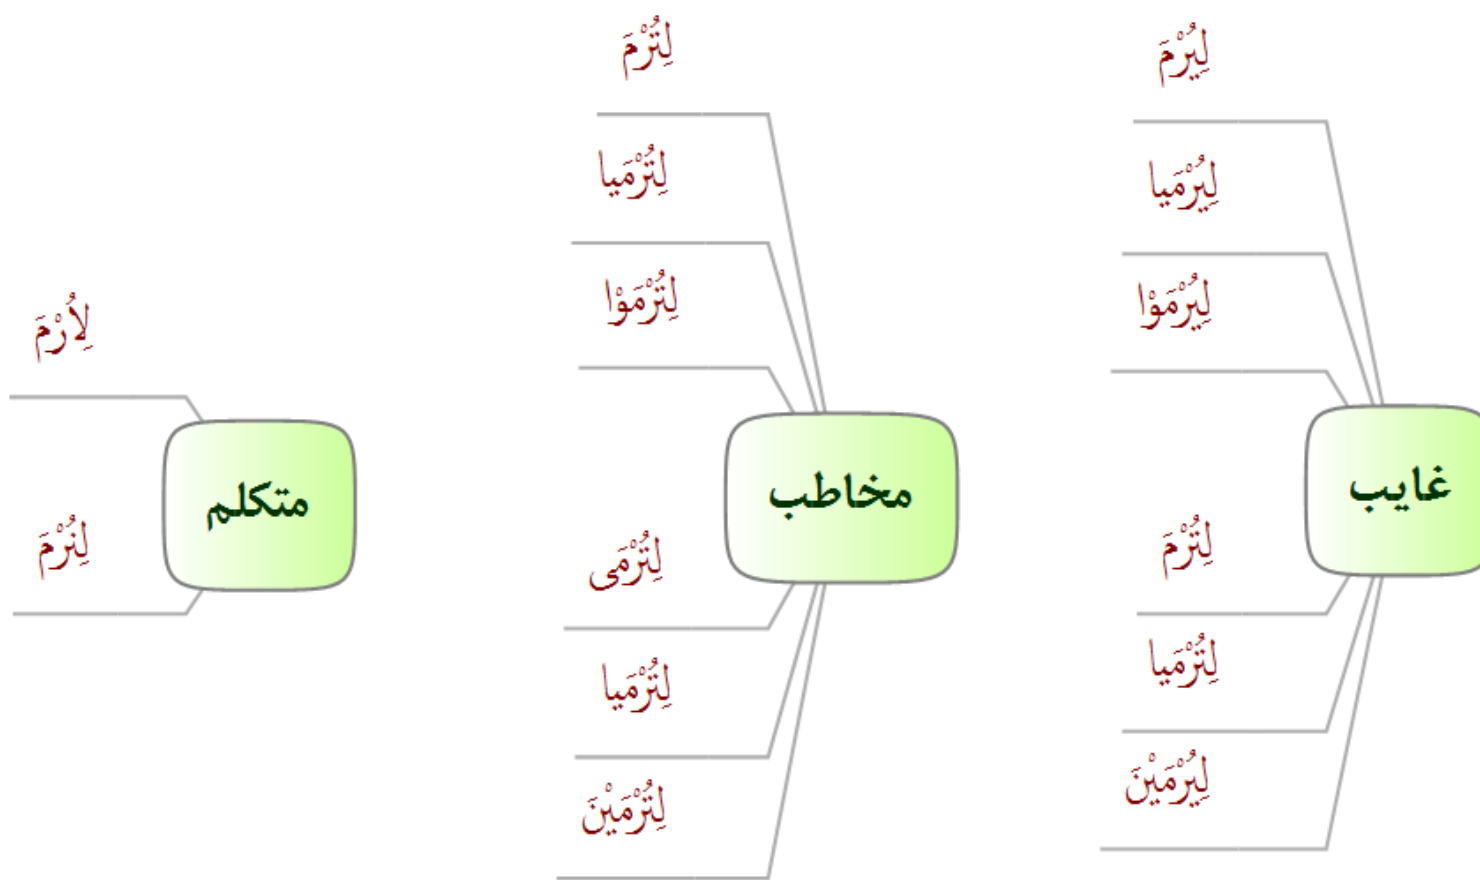 غایب
لِيُرْمَ
لِيُرْمَيا
لِيُرْمَوْا
لِتُرْمَ
لِتُرْمَيا
لِيُرْمَيْنَ
مخاطب
لِتُرْمَ
لِتُرْمَيا
لِتُرْمَوْا
لِتُرْمَی
لِتُرْمَيا
لِتُرْمَيْنَ
متکلم
لِاُرْمَ
لِنُرْمَ